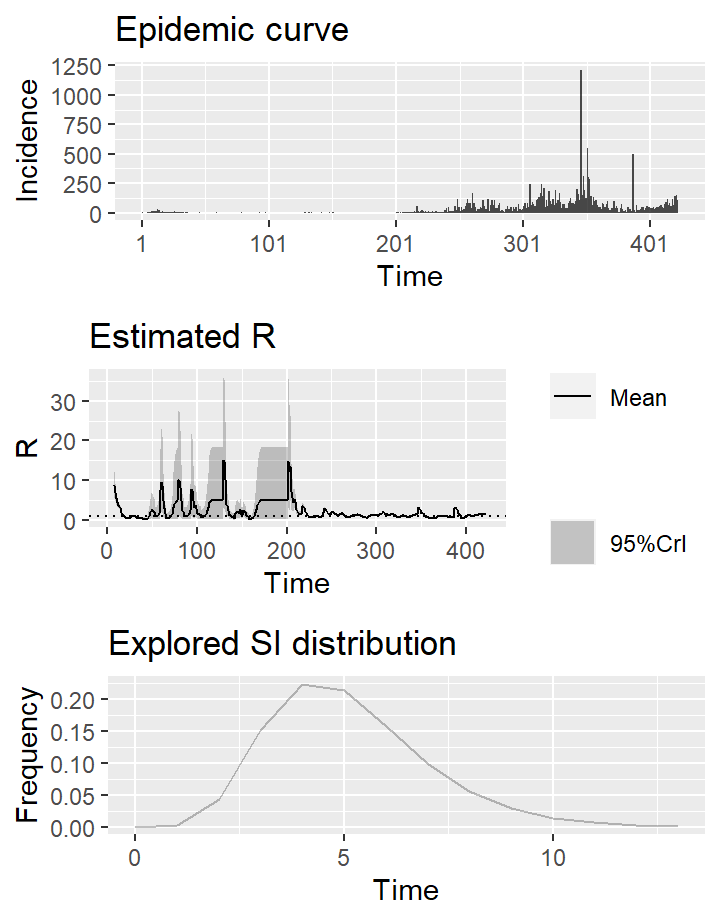 Epidemic curve
1250
1000
750
500
250
0
Incidence
1 101 201 301 401
Time
Estimated R
30
20
10
0
R
0 100 200 300 400
Time
Mean
95%CrI
Explored SI distribution
0.20
0.15
0.10
0.05
0.00
Frequency
0 5 10
Time